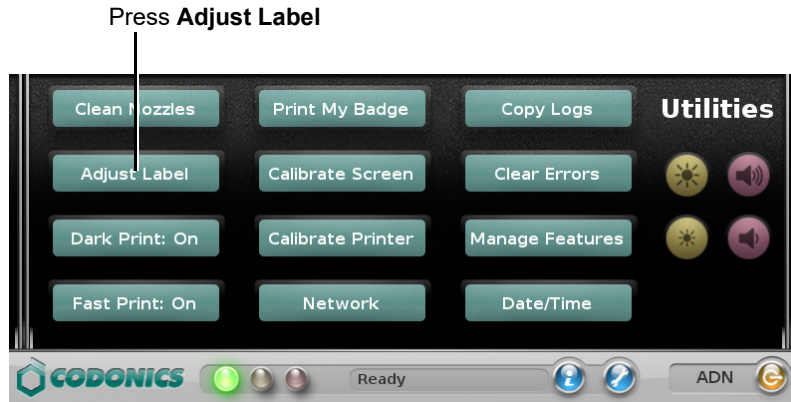 Press Adjust Label
Clean Nozzles Print My Badge Copy Logs Utilities
Adjust Label Calibrate Screen Clear Errors
Dark Print: On Calibrate Printer Manage Features
Fast Print: On Network Date/Time
CODONICS Ready ADN